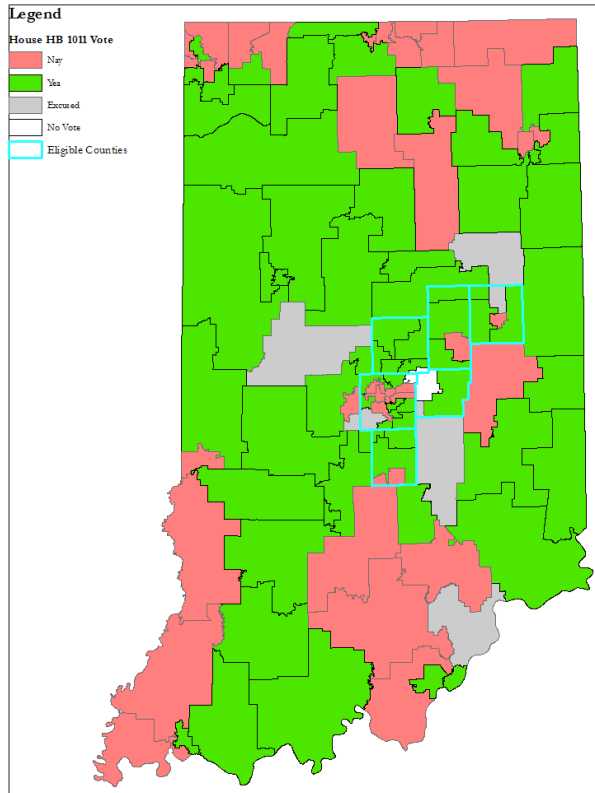 Legend
House HB 1011 Vote
Nay
Yea
Excused
No Vote
Eligible Counties